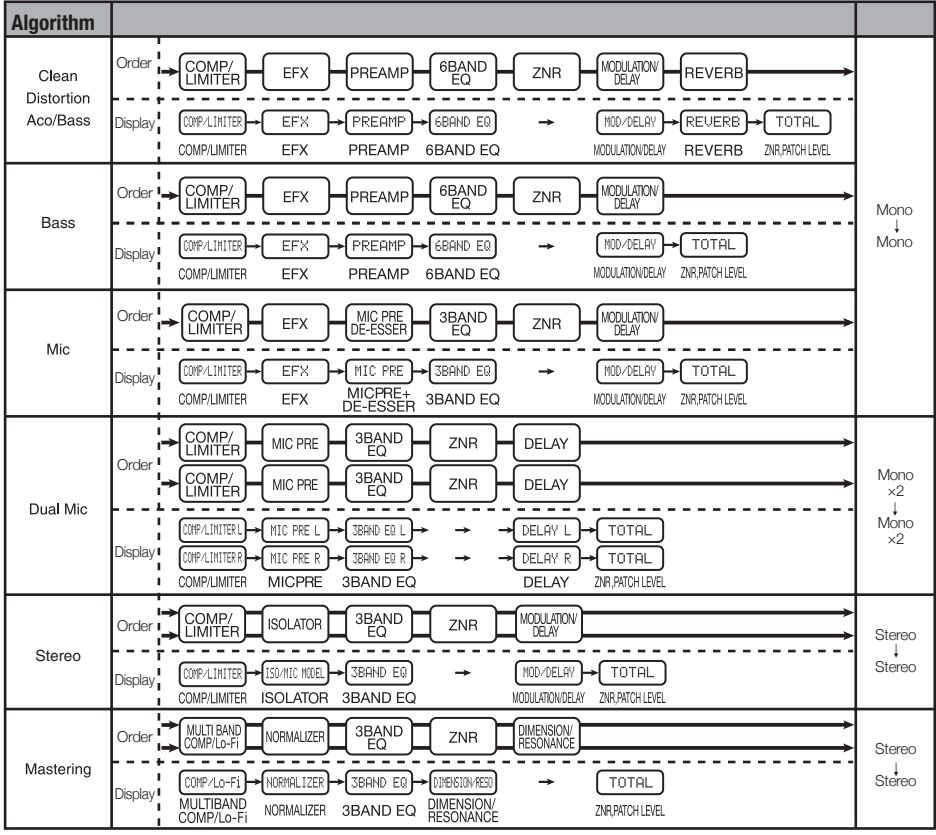 Algorithm
Clean
Distortion
Aco/Bass
Order
COMP/
LIMITER
EFX
PREAMP
6BAND
EQ
ZNR
MODULATION/
DELAY
REVERB
Display
COMP/LIMITER → EFX → PREAMP → 6BAND EQ → MOD/DELAY → REVERB → TOTAL
COMP/LIMITER EFX PREAMP 6BAND EQ MODULATION/DELAY REVERB ZNR,PATCH LEVEL
Bass
Order
COMP/
LIMITER
EFX
PREAMP
6BAND
EQ
ZNR
MODULATION/
DELAY
Display
COMP/LIMITER → EFX → PREAMP → 6BAND EQ → MOD/DELAY → TOTAL
COMP/LIMITER EFX PREAMP 6BAND EQ MODULATION/DELAY ZNR,PATCH LEVEL
Mono
↓
Mono
Mic
Order
COMP/
LIMITER
EFX
MIC PRE
DE-ESSER
3BAND
EQ
ZNR
MODULATION/
DELAY
Display
COMP/LIMITER → EFX → MIC PRE → 3BAND EQ → MOD/DELAY → TOTAL
COMP/LIMITER EFX MICPRE+
DE-ESSER 3BAND EQ MODULATION/DELAY ZNR,PATCH LEVEL
Dual Mic
Order
COMP/
LIMITER
MIC PRE
3BAND
EQ
ZNR
DELAY
COMP/
LIMITER
MIC PRE
3BAND
EQ
ZNR
DELAY
Display
COMP/LIMITER L → MIC PRE L → 3BAND EQ L → → → DELAY L → TOTAL
COMP/LIMITER R → MIC PRE R → 3BAND EQ R → → → DELAY R → TOTAL
COMP/LIMITER MICPRE 3BAND EQ DELAY ZNR,PATCH LEVEL
Mono
×2
↓
Mono
×2
Stereo
Order
COMP/
LIMITER
ISOLATOR
3BAND
EQ
ZNR
MODULATION/
DELAY
Display
COMP/LIMITER → ISO/MIC MODEL → 3BAND EQ → MOD/DELAY → TOTAL
COMP/LIMITER ISOLATOR 3BAND EQ MODULATION/DELAY ZNR,PATCH LEVEL
Stereo
↓
Stereo
Mastering
Order
MULTI BAND
COMP/Lo-Fi
NORMALIZER
3BAND
EQ
ZNR
DIMENSION/
RESONANCE
Display
COMP/Lo-Fi → NORMALIZER → 3BAND EQ → DIMENSION/RESO → TOTAL
MULTIBAND
COMP/Lo-Fi NORMALIZER 3BAND EQ DIMENSION/
RESONANCE ZNR,PATCH LEVEL
Stereo
↓
Stereo